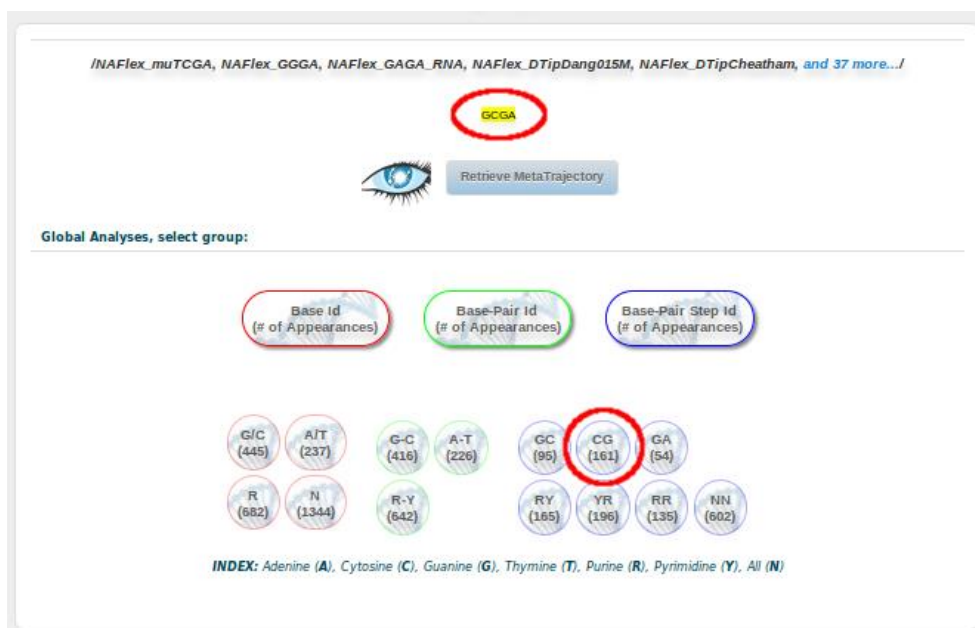 /NAFlex_muTCGA, NAFlex_GGGA, NAFlex_GAGA_RNA, NAFlex_DTipDang015M, NAFlex_DTipCheatham, and 37 more.../
GCGA
Retrieve MetaTrajectory
Global Analyses, select group:
Base Id
(# of Appearances)
Base-Pair Id
(# of Appearances)
Base-Pair Step Id
(# of Appearances)
G/C
(445)
A/T
(237)
G-C
(416)
A-T
(226)
GC
(95)
CG
(161)
GA
(54)
R
(682)
N
(1344)
R-Y
(642)
RY
(165)
YR
(196)
RR
(135)
NN
(602)
INDEX: Adenine (A), Cytosine (C), Guanine (G), Thymine (T), Purine (R), Pyrimidine (Y), All (N)